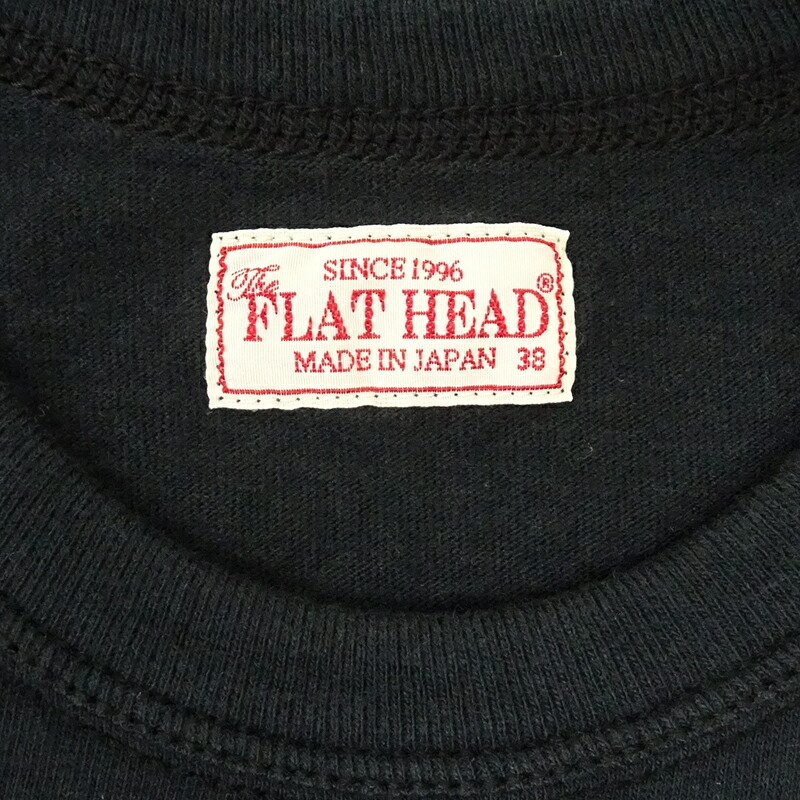 SINCE 1996
The
FLAT HEAD®
MADE IN JAPAN 38